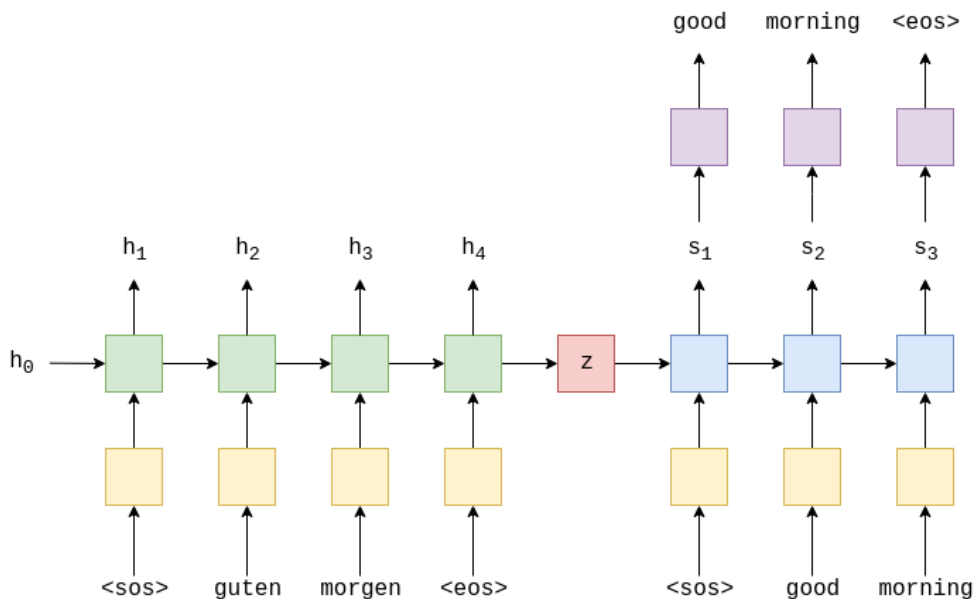 good morning <eos>
h1 h2 h3 h4 s1 s2 s3
h0 z
<sos> guten morgen <eos> <sos> good morning